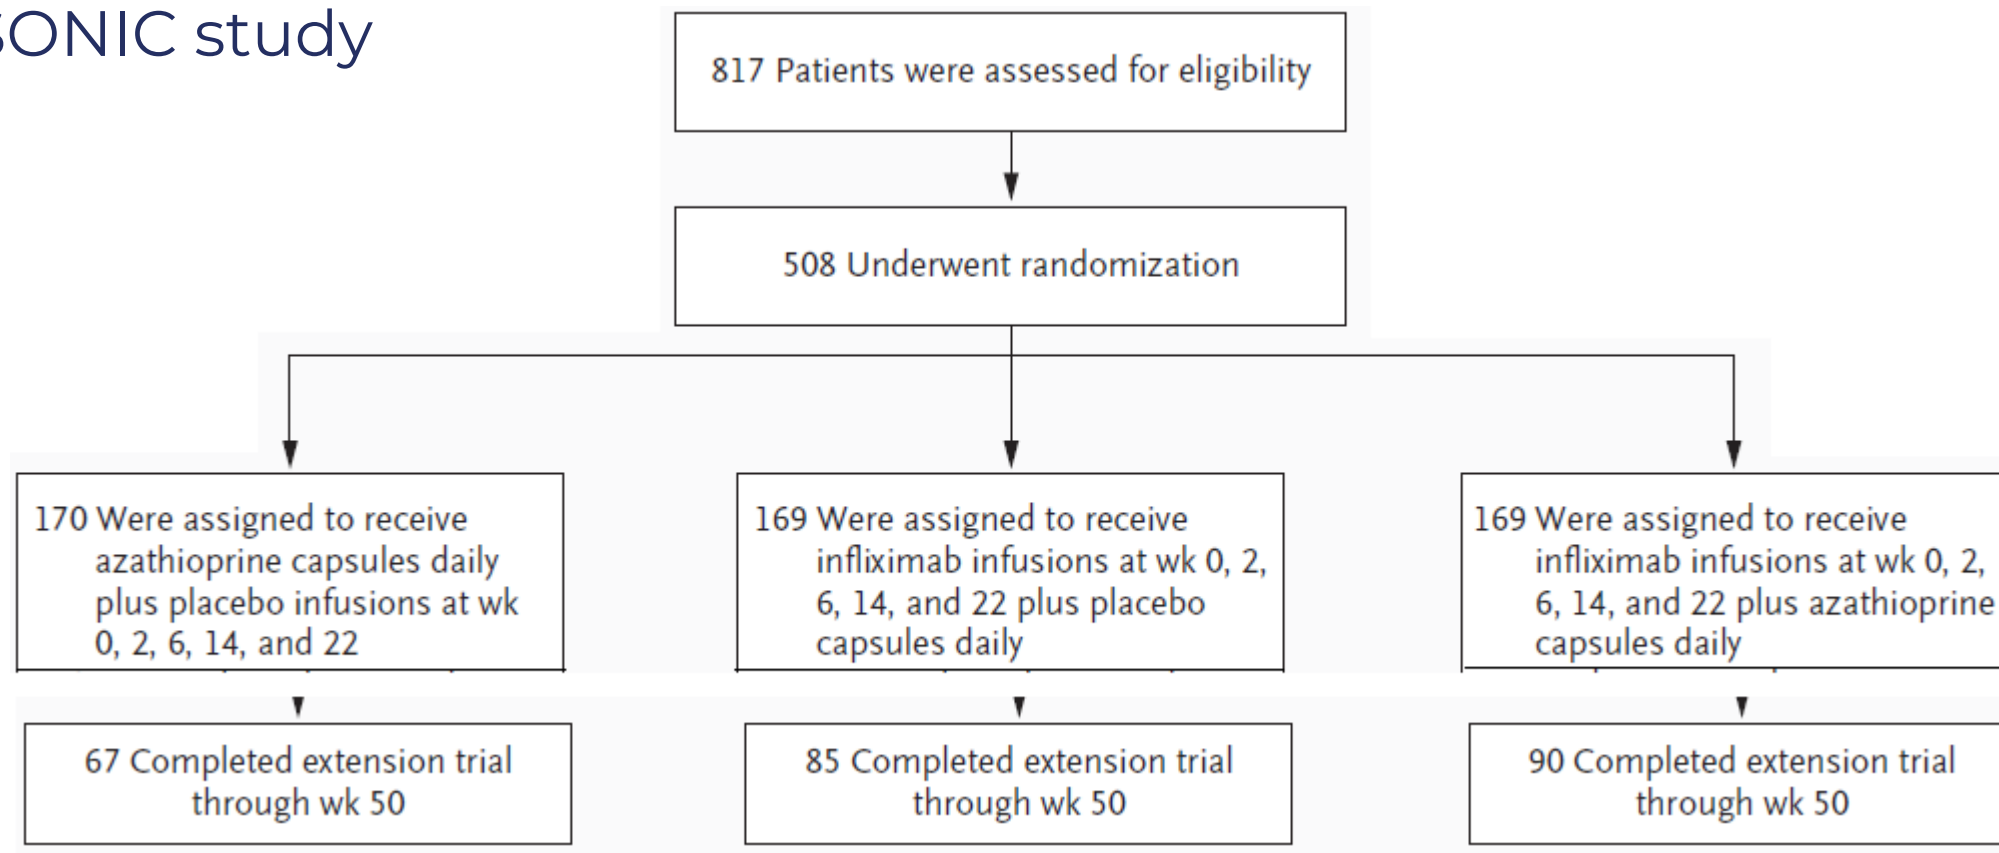 SONIC study
817 Patients were assessed for eligibility
508 Underwent randomization
170 Were assigned to receive
azathioprine capsules daily
plus placebo infusions at wk
0, 2, 6, 14, and 22
169 Were assigned to receive
infliximab infusions at wk 0, 2,
6, 14, and 22 plus placebo
capsules daily
169 Were assigned to receive
infliximab infusions at wk 0, 2,
6, 14, and 22 plus azathioprine
capsules daily
67 Completed extension trial
through wk 50
85 Completed extension trial
through wk 50
90 Completed extension trial
through wk 50